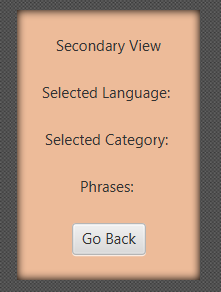 Secondary View
Selected Language:
Selected Category:
Phrases:
Go Back